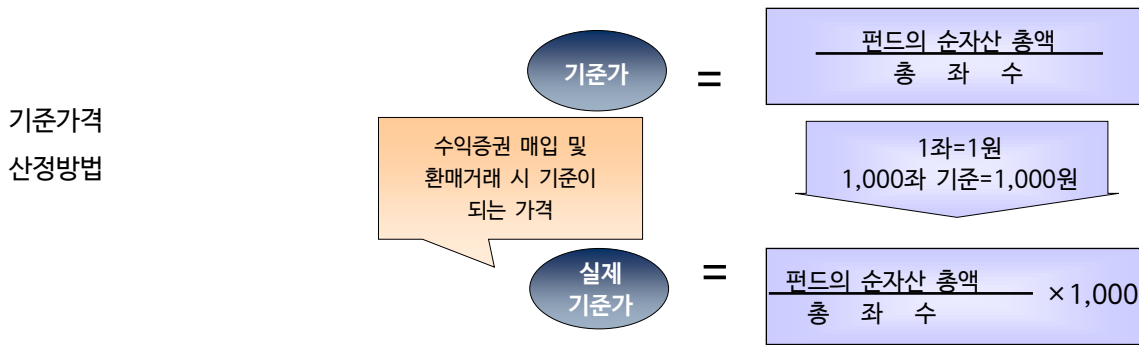 기준가격
산정방법
기준가
=
펀드의 순자산 총액
총 좌 수
수익증권 매입 및
환매거래 시 기준이
되는 가격
1좌=1원
1,000좌 기준=1,000원
실제
기준가
=
펀드의 순자산 총액
총 좌 수
×1,000